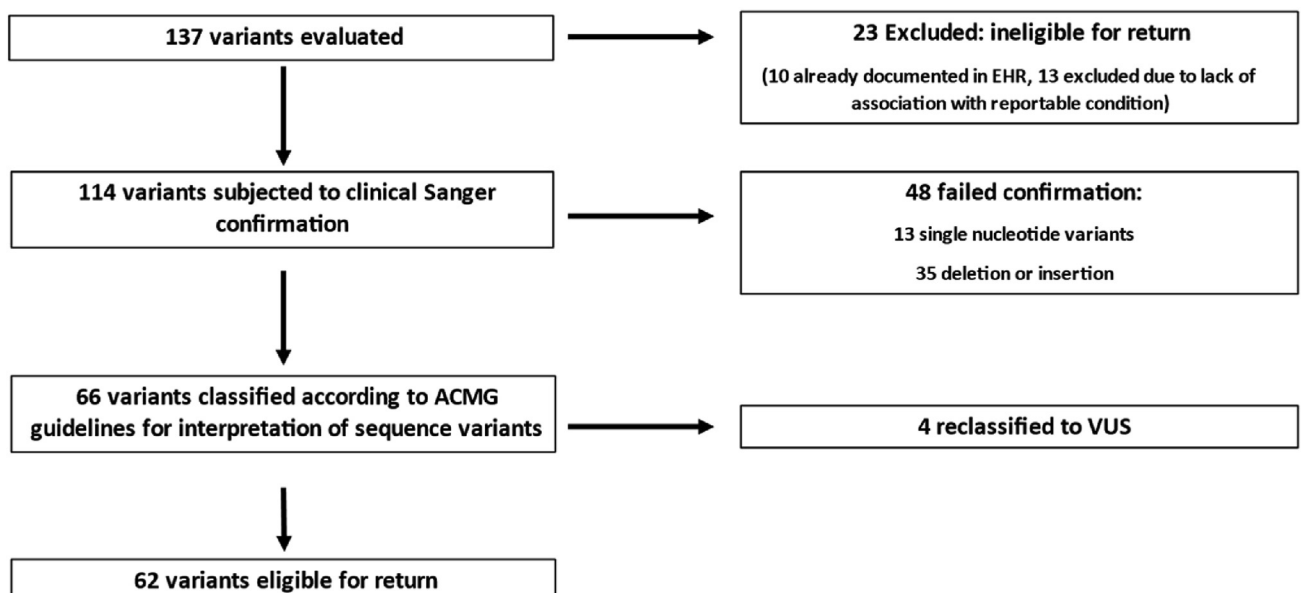 137 variants evaluated
23 Excluded: ineligible for return
(10 already documented in EHR, 13 excluded due to lack of
association with reportable condition)
114 variants subjected to clinical Sanger
confirmation
48 failed confirmation:
13 single nucleotide variants
35 deletion or insertion
66 variants classified according to ACMG
guidelines for interpretation of sequence variants
4 reclassified to VUS
62 variants eligible for return